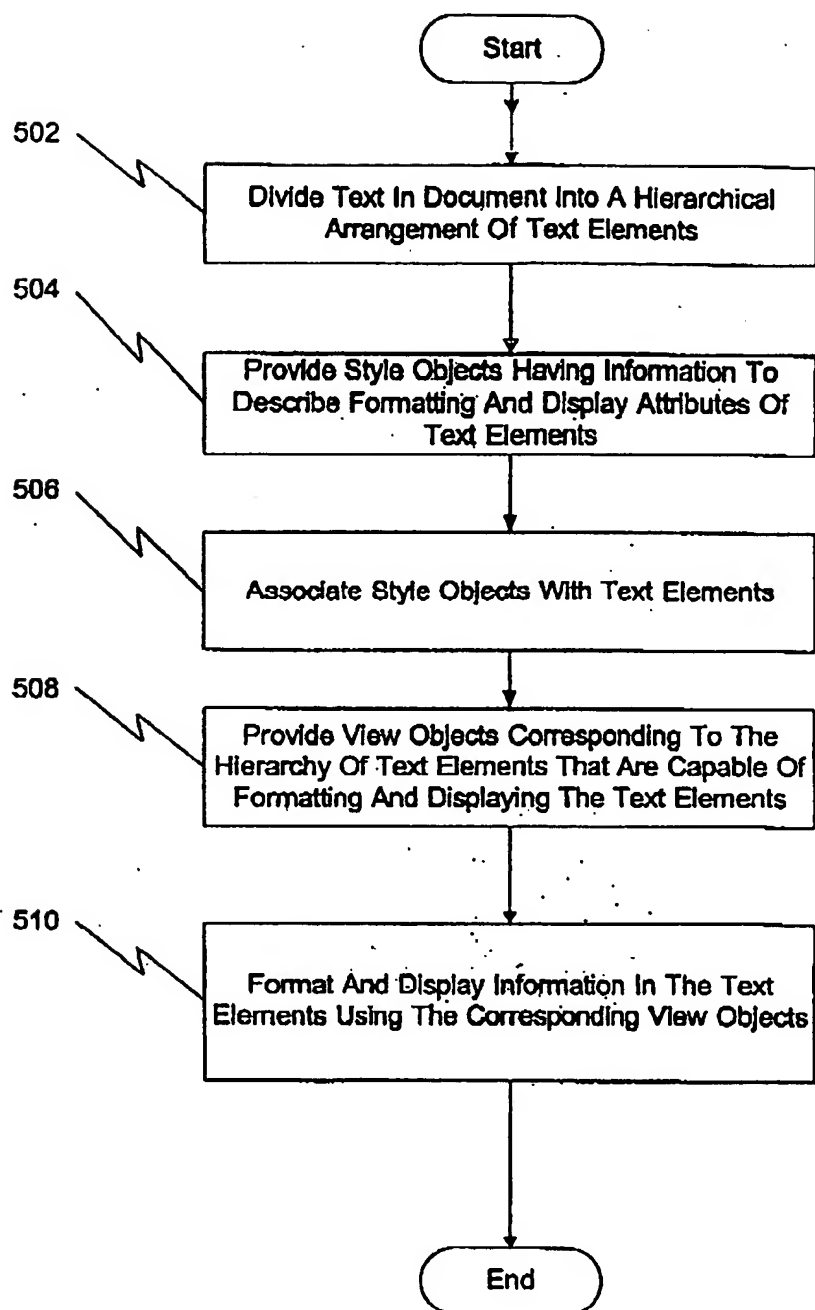 Start
502
Divide Text In Document Into A Hierarchical
Arrangement Of Text Elements
504
Provide Style Objects Having Information To
Describe Formatting And Display Attributes Of
Text Elements
506
Associate Style Objects With Text Elements
508
Provide View Objects Corresponding To The
Hierarchy Of Text Elements That Are Capable Of
Formatting And Displaying The Text Elements
510
Format And Display Information In The Text
Elements Using The Corresponding View Objects
End